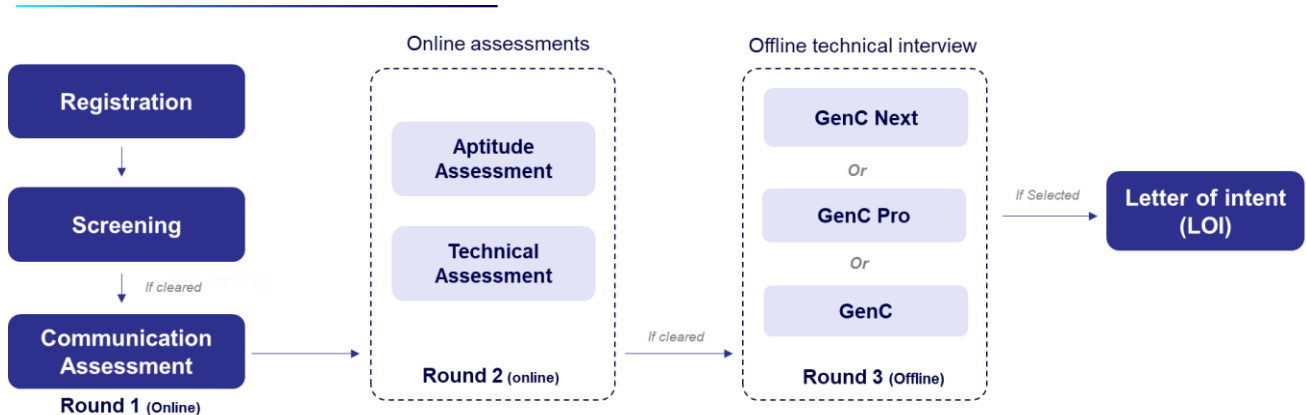 Registration
Screening
If cleared
Communication
Assessment
Round 1 (Online)
Online assessments
Aptitude
Assessment
Technical
Assessment
Round 2 (online)
If cleared
Offline technical interview
GenC Next
Or
GenC Pro
Or
GenC
Round 3 (Offline)
If Selected
Letter of intent
(LOI)